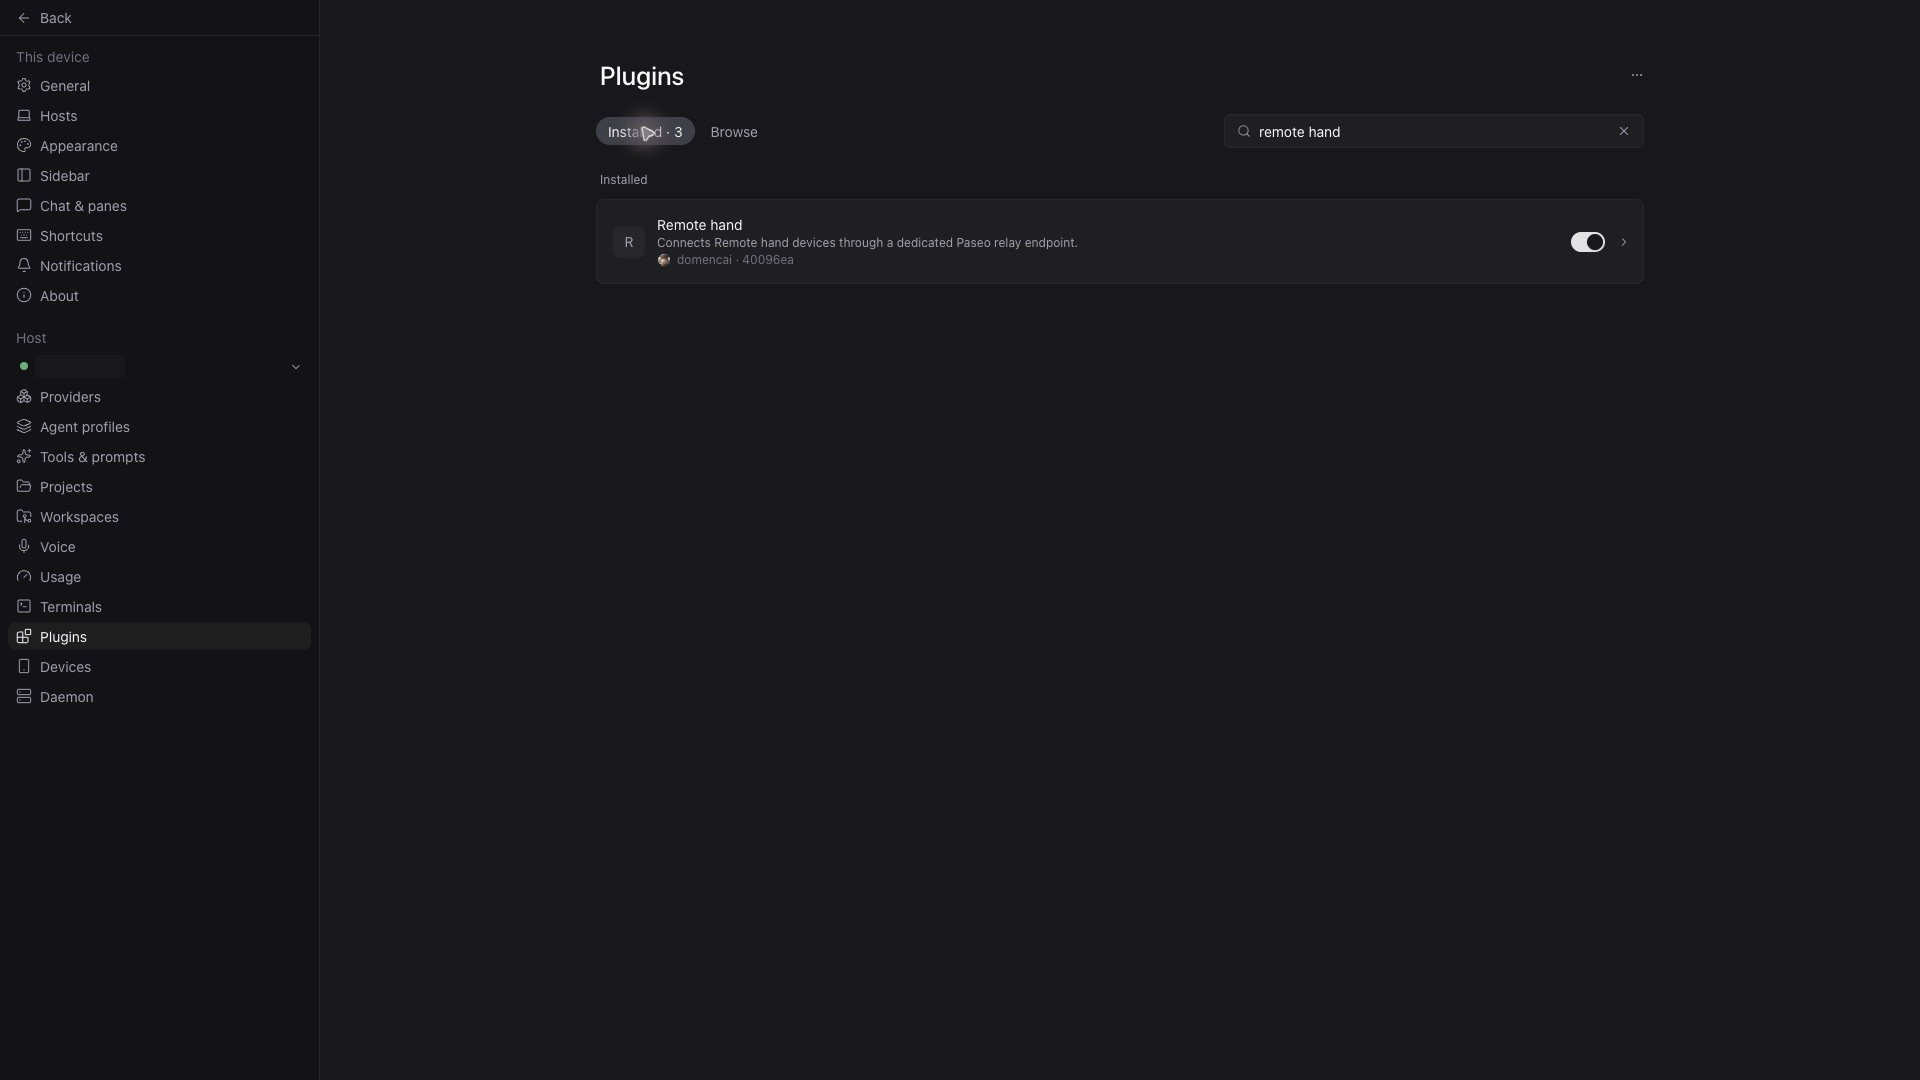 Back
This device
General
Hosts
Appearance
Sidebar
Chat & panes
Shortcuts
Notifications
About
Host
Providers
Agent profiles
Tools & prompts
Projects
Workspaces
Voice
Usage
Terminals
Plugins
Devices
Daemon
Plugins
Installed · 3
Browse
remote hand
Installed
R
Remote hand
Connects Remote hand devices through a dedicated Paseo relay endpoint.
domencai · 40096ea